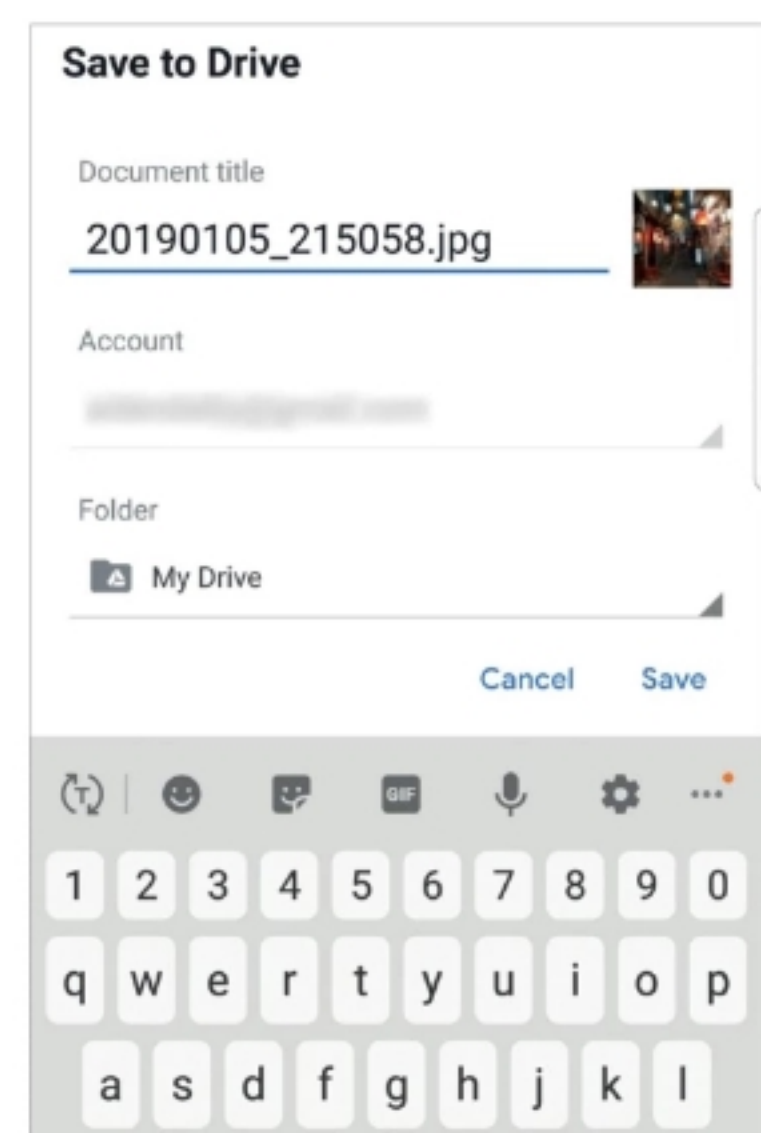 Save to Drive
Document title
20190105_215058.jpg
Account
Folder
My Drive
Cancel Save
T GIF
1 2 3 4 5 6 7 8 9 0
q w e r t y u i o p
a s d f g h j k l